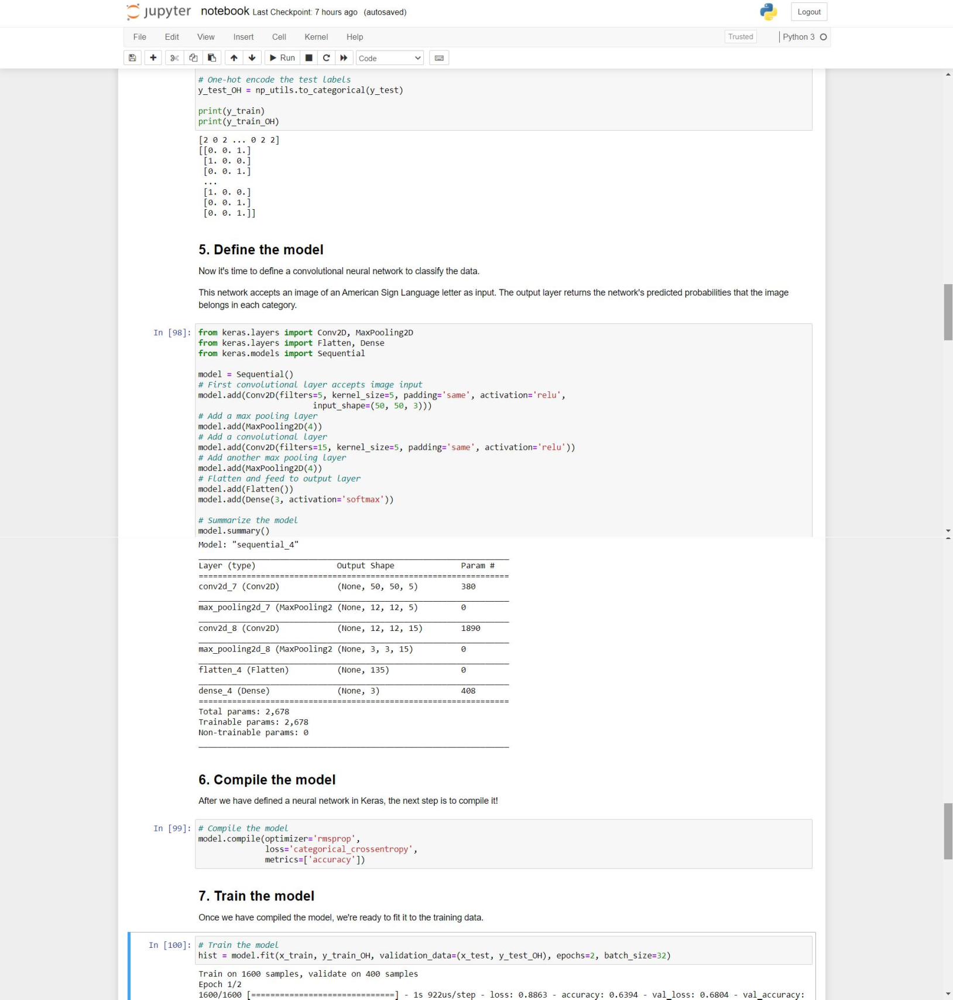 jupyter notebook Last Checkpoint: 7 hours ago (autosaved) Logout
File Edit View Insert Cell Kernel Help Trusted Python 3
Run Code
# One-hot encode the test labels
y_test_OH = np_utils.to_categorical(y_test)
print(y_train)
print(y_train_OH)
[2 0 2 ... 0 2 2]
[[0. 0. 1.]
[1. 0. 0.]
[0. 0. 1.]
...
[1. 0. 0.]
[0. 0. 1.]
[0. 0. 1.]]
5. Define the model
Now it's time to define a convolutional neural network to classify the data.
This network accepts an image of an American Sign Language letter as input. The output layer returns the network's predicted probabilities that the image
belongs in each category.
In [98]: from keras.layers import Conv2D, MaxPooling2D
from keras.layers import Flatten, Dense
from keras.models import Sequential
model = Sequential()
# First convolutional layer accepts image input
model.add(Conv2D(filters=5, kernel_size=5, padding='same', activation='relu',
input_shape=(50, 50, 3)))
# Add a max pooling layer
model.add(MaxPooling2D(4))
# Add a convolutional layer
model.add(Conv2D(filters=15, kernel_size=5, padding='same', activation='relu'))
# Add another max pooling layer
model.add(MaxPooling2D(4))
# Flatten and feed to output layer
model.add(Flatten())
model.add(Dense(3, activation='softmax'))
# Summarize the model
model.summary()
Model: "sequential_4"
_________________________________________________________________
Layer (type) Output Shape Param #
=================================================================
conv2d_7 (Conv2D) (None, 50, 50, 5) 380
_________________________________________________________________
max_pooling2d_7 (MaxPooling2 (None, 12, 12, 5) 0
_________________________________________________________________
conv2d_8 (Conv2D) (None, 12, 12, 15) 1890
_________________________________________________________________
max_pooling2d_8 (MaxPooling2 (None, 3, 3, 15) 0
_________________________________________________________________
flatten_4 (Flatten) (None, 135) 0
_________________________________________________________________
dense_4 (Dense) (None, 3) 408
=================================================================
Total params: 2,678
Trainable params: 2,678
Non-trainable params: 0
_________________________________________________________________
6. Compile the model
After we have defined a neural network in Keras, the next step is to compile it!
In [99]: # Compile the model
model.compile(optimizer='rmsprop',
loss='categorical_crossentropy',
metrics=['accuracy'])
7. Train the model
Once we have compiled the model, we're ready to fit it to the training data.
In [100]: # Train the model
hist = model.fit(x_train, y_train_OH, validation_data=(x_test, y_test_OH), epochs=2, batch_size=32)
Train on 1600 samples, validate on 400 samples
Epoch 1/2
1600/1600 [==============================] - 1s 922us/step - loss: 0.8863 - accuracy: 0.6394 - val_loss: 0.6804 - val_accuracy: